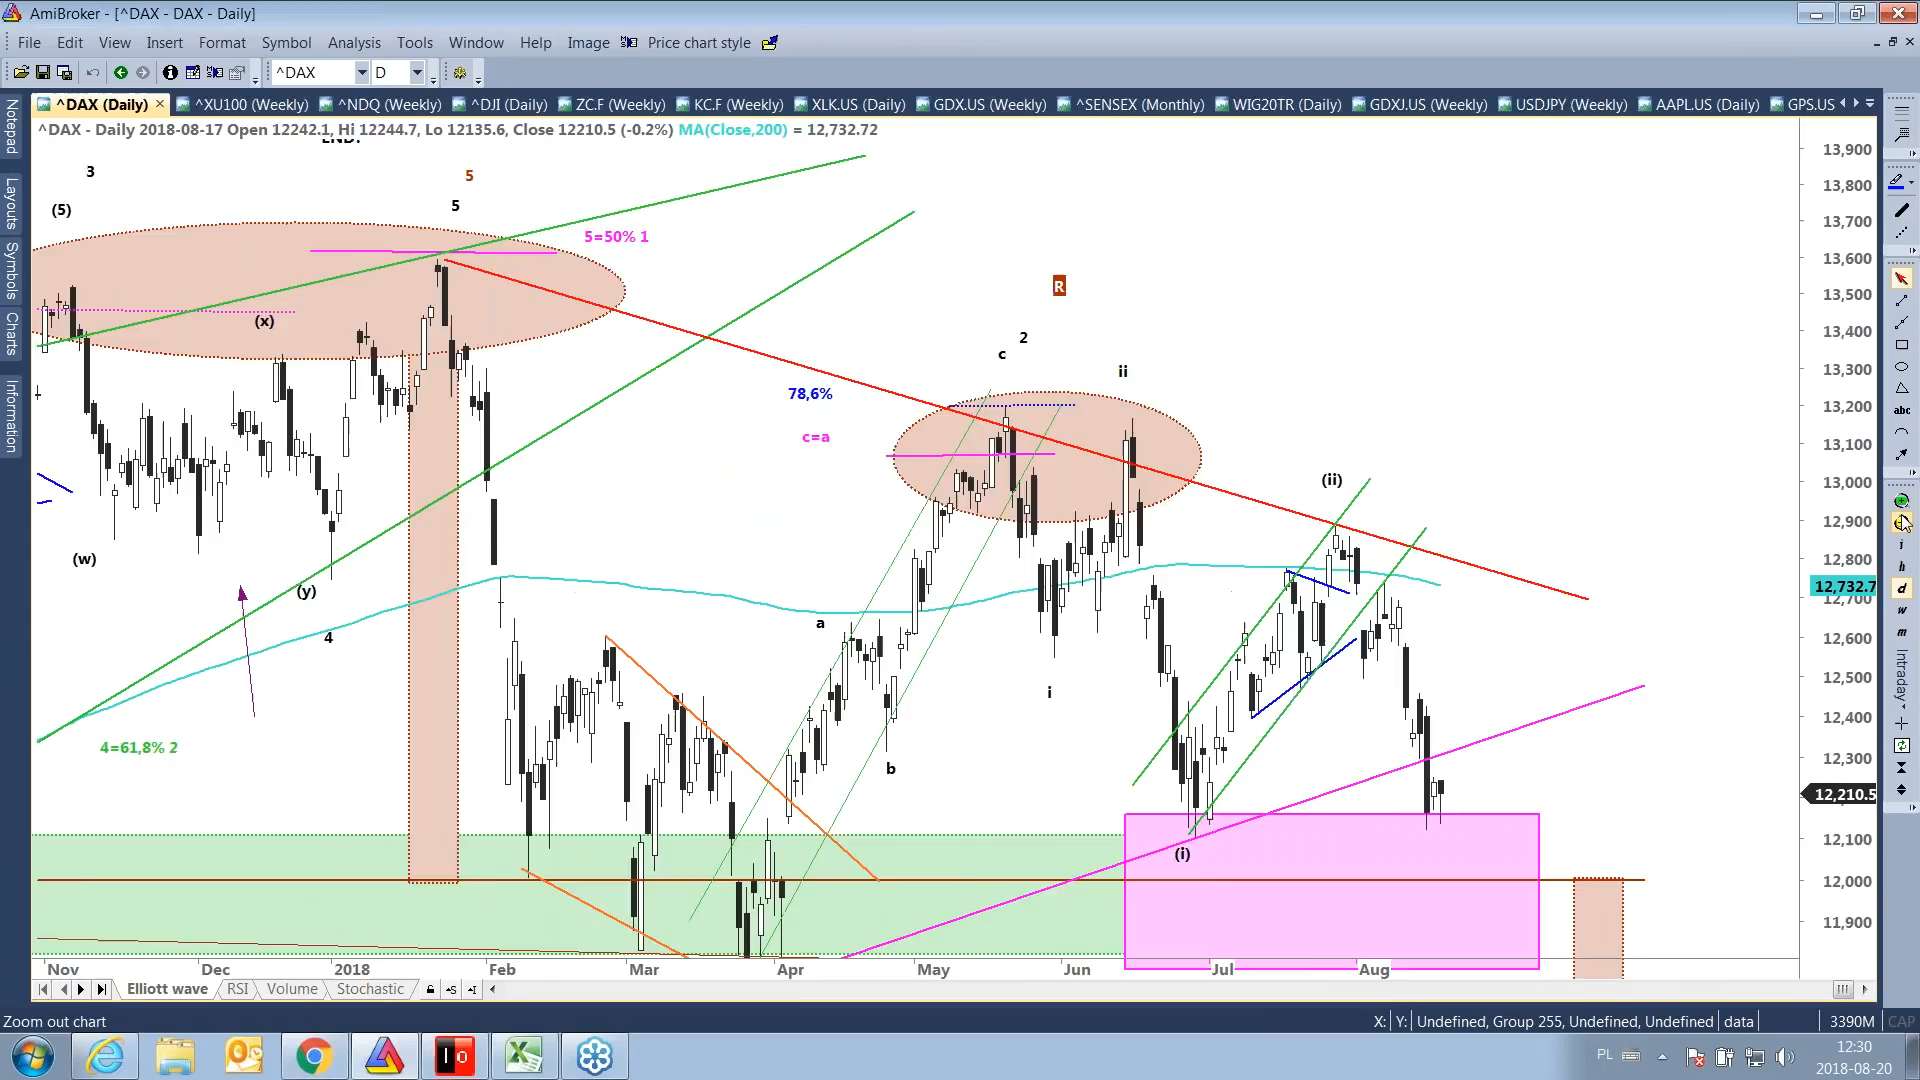 AmiBroker - [^DAX - DAX - Daily]
File Edit View Insert Format Symbol Analysis Tools Window Help Image Price chart style
^DAX D
^DAX (Daily) ^XU100 (Weekly) ^NDQ (Weekly) ^DJI (Daily) ZC.F (Weekly) KC.F (Weekly) XLK.US (Daily) GDX.US (Weekly) ^SENSEX (Monthly) WIG20TR (Daily) GDXJ.US (Weekly) USDJPY (Weekly) AAPL.US (Daily) GPS.US
^DAX - Daily 2018-08-17 Open 12242.1, Hi 12244.7, Lo 12135.6, Close 12210.5 (-0.2%) MA(Close,200) = 12,732.72
Notepad
Layouts
Symbols
Charts
Information
3
(5)
5
5
5=50% 1
(x)
R
2
c
ii
78,6%
c=a
(ii)
(w)
(y)
4
a
i
b
4=61,8% 2
(i)
13,900
13,800
13,700
13,600
13,500
13,400
13,300
13,200
13,100
13,000
12,900
12,800
12,732.7
12,700
12,600
12,500
12,400
12,300
12,210.5
12,100
12,000
11,900
abc
i
h
d
w
m
Intraday
Nov Dec 2018 Feb Mar Apr May Jun Jul Aug
Elliott wave RSI Volume Stochastic
Zoom out chart X: Y: Undefined, Group 255, Undefined, Undefined data 3390M CAP
PL 12:30
2018-08-20